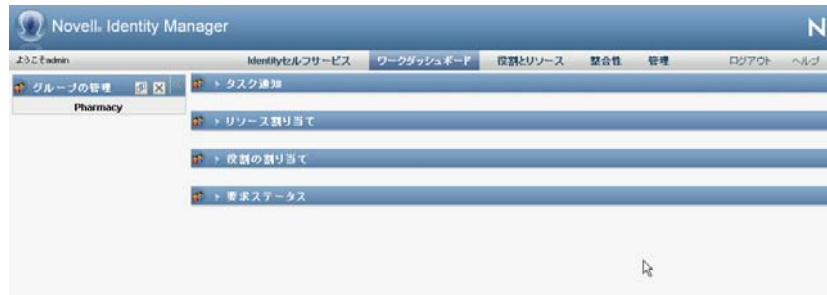 Novell® Identity Manager
N
ようこそadmin
Identityセルフサービス ワークダッシュボード 役割とリソース 整合性 管理 ログアウト ヘルプ
グループの管理
Pharmacy
タスク通知
リソース割り当て
役割の割り当て
要求ステータス